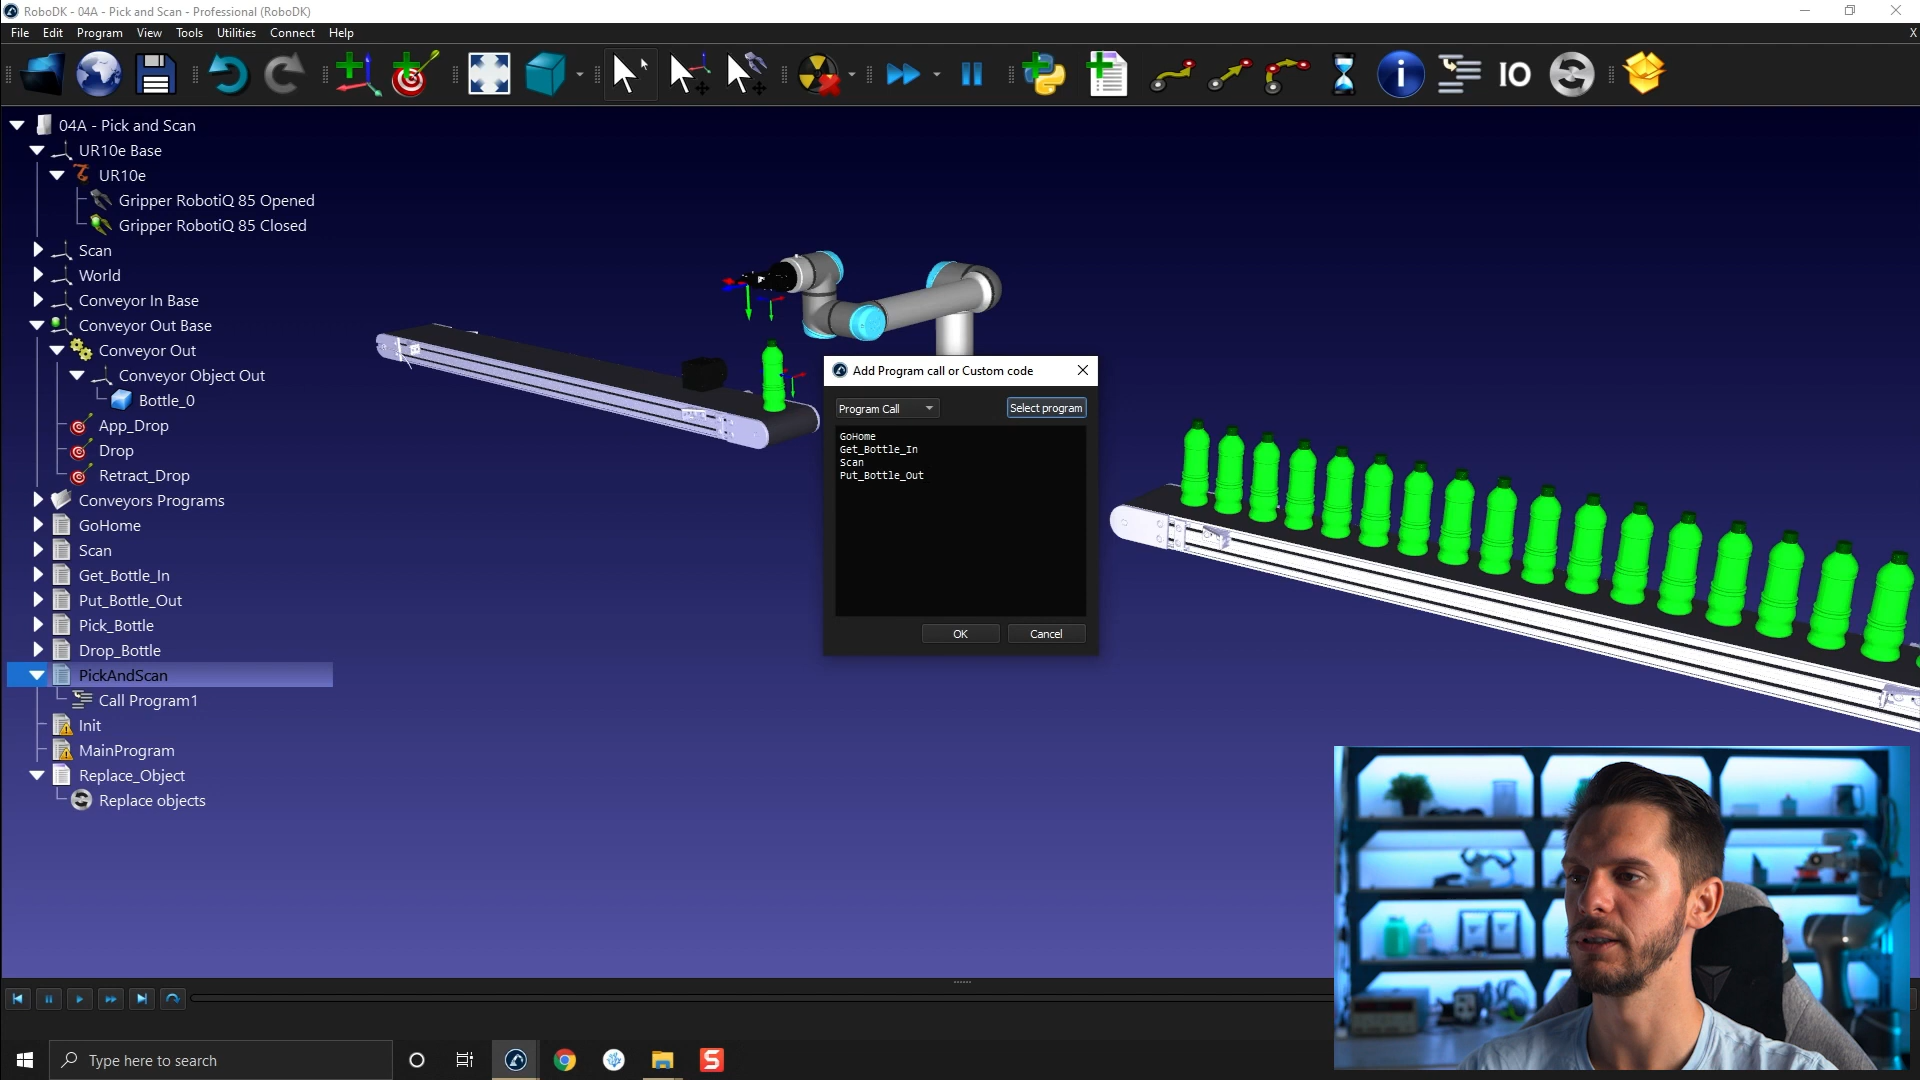 RoboDK - 04A - Pick and Scan - Professional (RoboDK)
File Edit Program View Tools Utilities Connect Help X
IO
04A - Pick and Scan
UR10e Base
UR10e
Gripper RobotiQ 85 Opened
Gripper RobotiQ 85 Closed
Scan
World
Conveyor In Base
Conveyor Out Base
Conveyor Out
Conveyor Object Out
Bottle_0
App_Drop
Drop
Retract_Drop
Conveyors Programs
GoHome
Scan
Get_Bottle_In
Put_Bottle_Out
Pick_Bottle
Drop_Bottle
PickAndScan
Call Program1
Init
MainProgram
Replace_Object
Replace objects
Add Program call or Custom code
Program Call
Select program
GoHome
Get_Bottle_In
Scan
Put_Bottle_Out
OK
Cancel
Type here to search
S